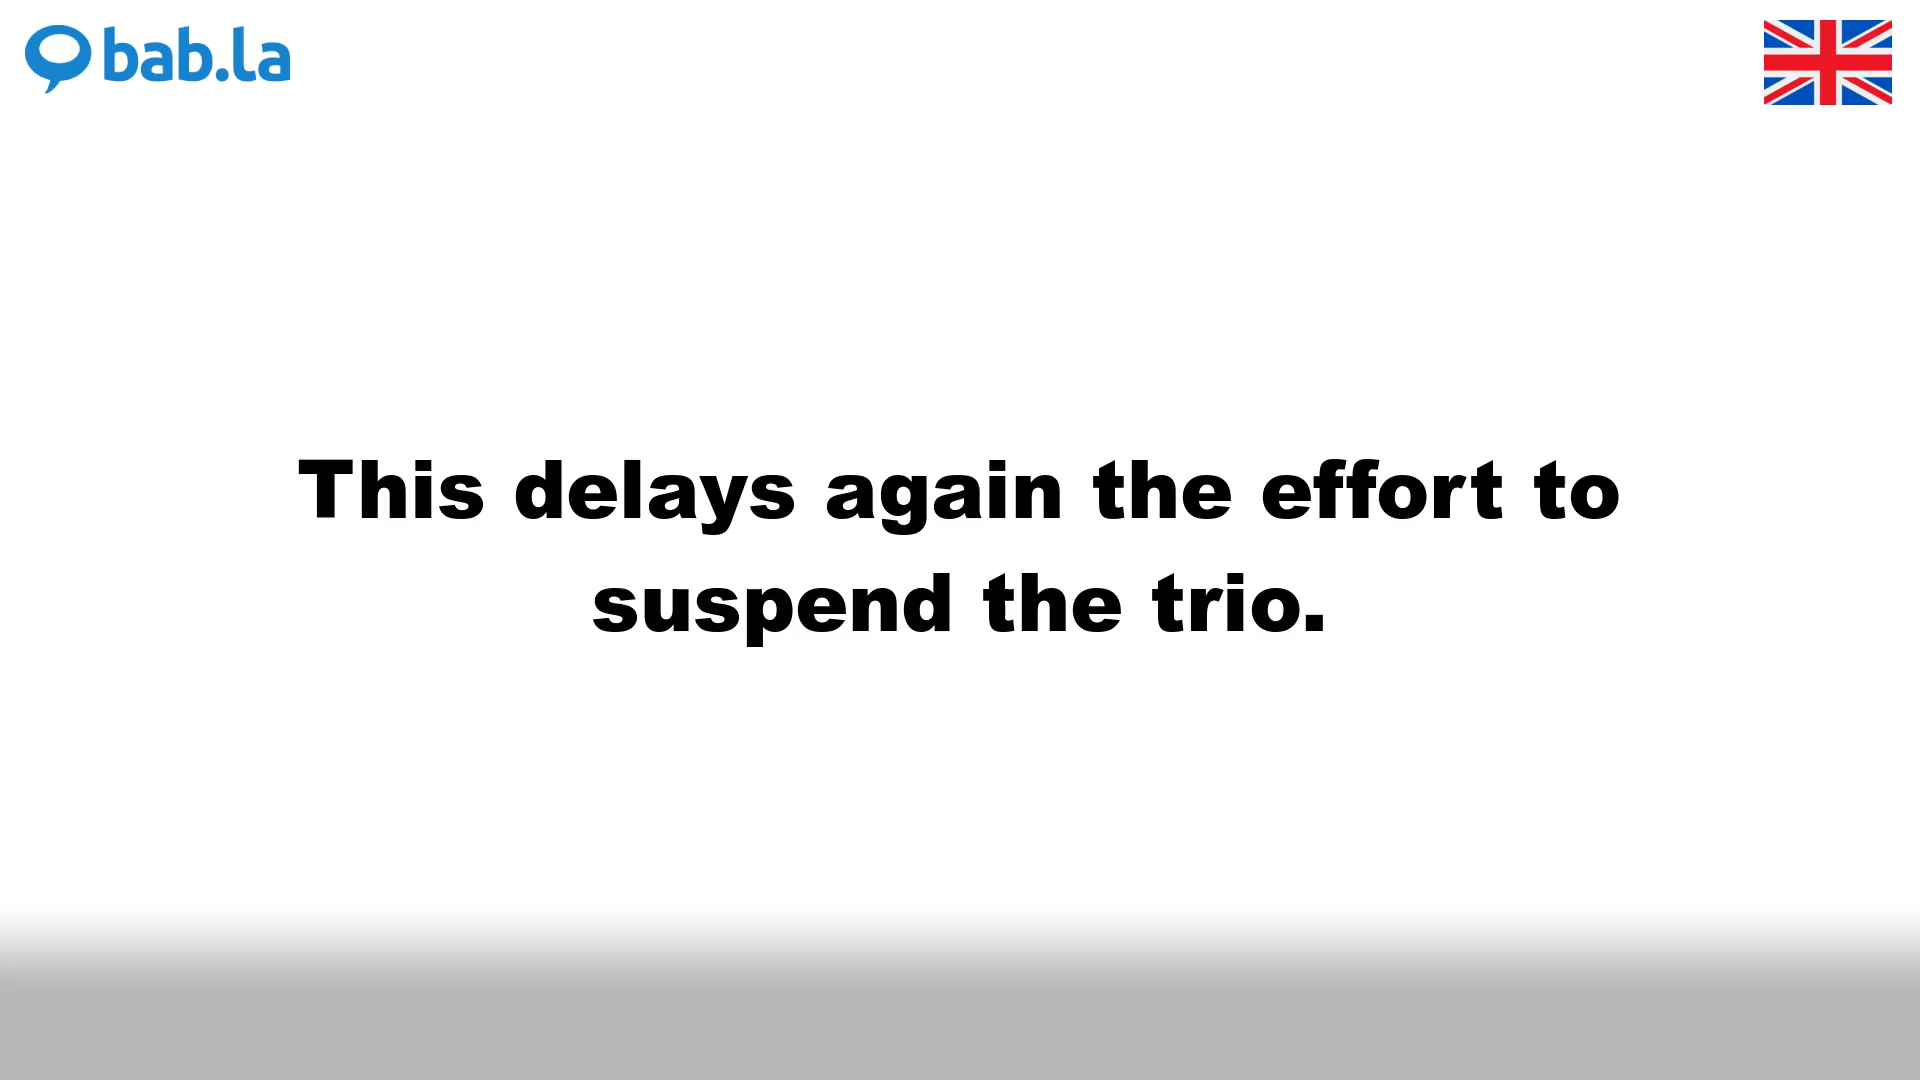 bab.la
This delays again the effort to
suspend the trio.